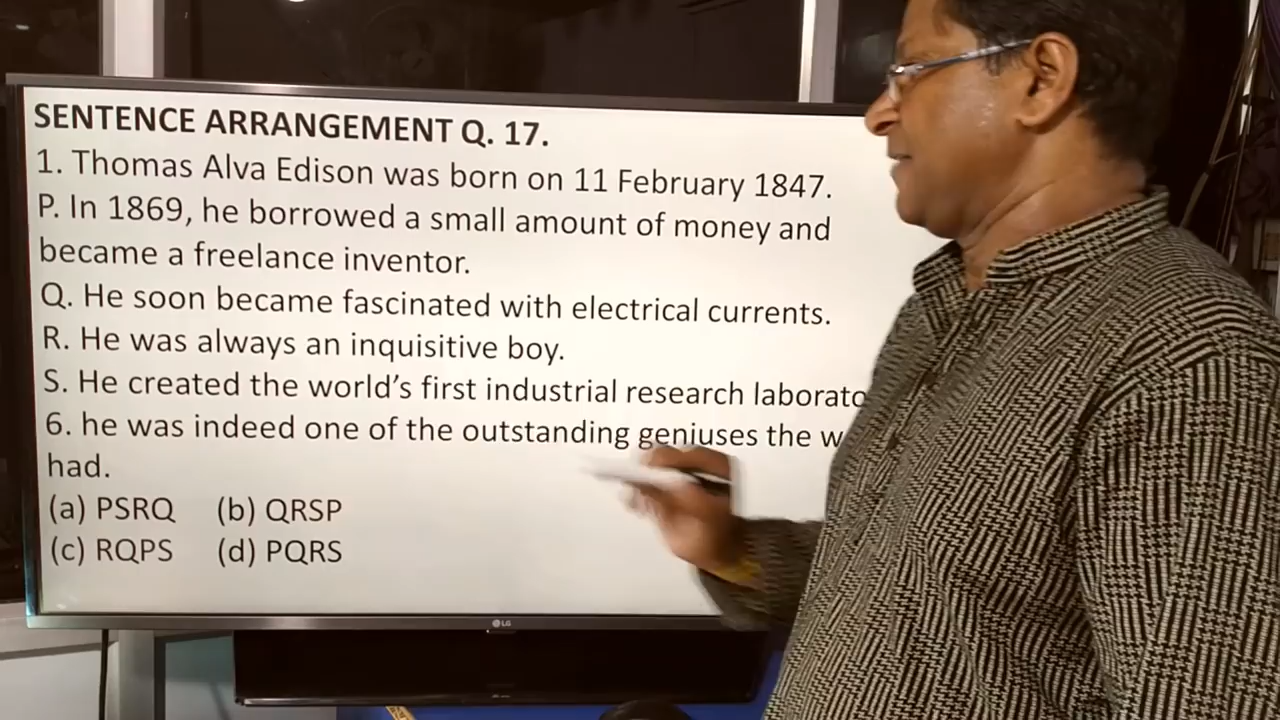 SENTENCE ARRANGEMENT Q. 17.
1. Thomas Alva Edison was born on 11 February 1847.
P. In 1869, he borrowed a small amount of money and
became a freelance inventor.
Q. He soon became fascinated with electrical currents.
R. He was always an inquisitive boy.
S. He created the world's first industrial research
6. he was indeed one of the outstanding geniuses the
had.
(a) PSRQ (b) QRSP
(c) RQPS (d) PQRS
LG